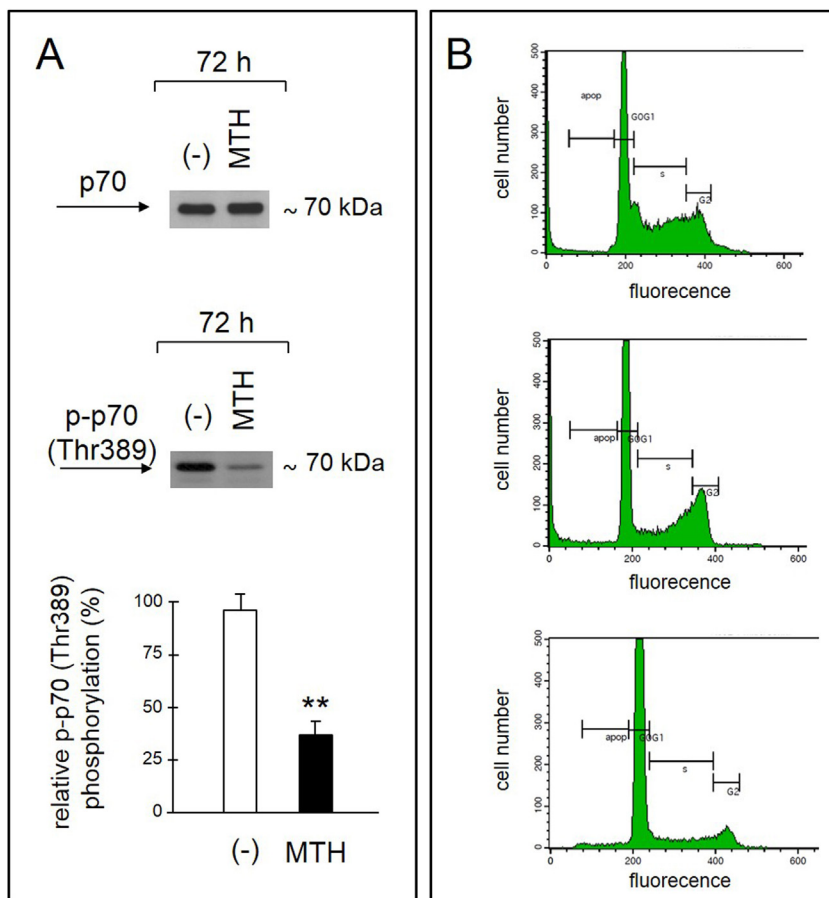 A
72 h
(-)
MTH
p70
~ 70 kDa
72 h
(-)
MTH
p-p70
(Thr389)
~ 70 kDa
relative p-p70 (Thr389)
phosphorylation (%)
100
75
50
25
0
**
(-) MTH
B
cell number
500
400
300
200
100
0
apop
G0G1
s
G2
0 200 400 600
fluorecence
cell number
500
400
300
200
100
0
apop
G0G1
s
G2
0 200 400 600
fluorecence
cell number
500
400
300
200
100
0
apop
G0G1
s
G2
0 200 400 600
fluorecence